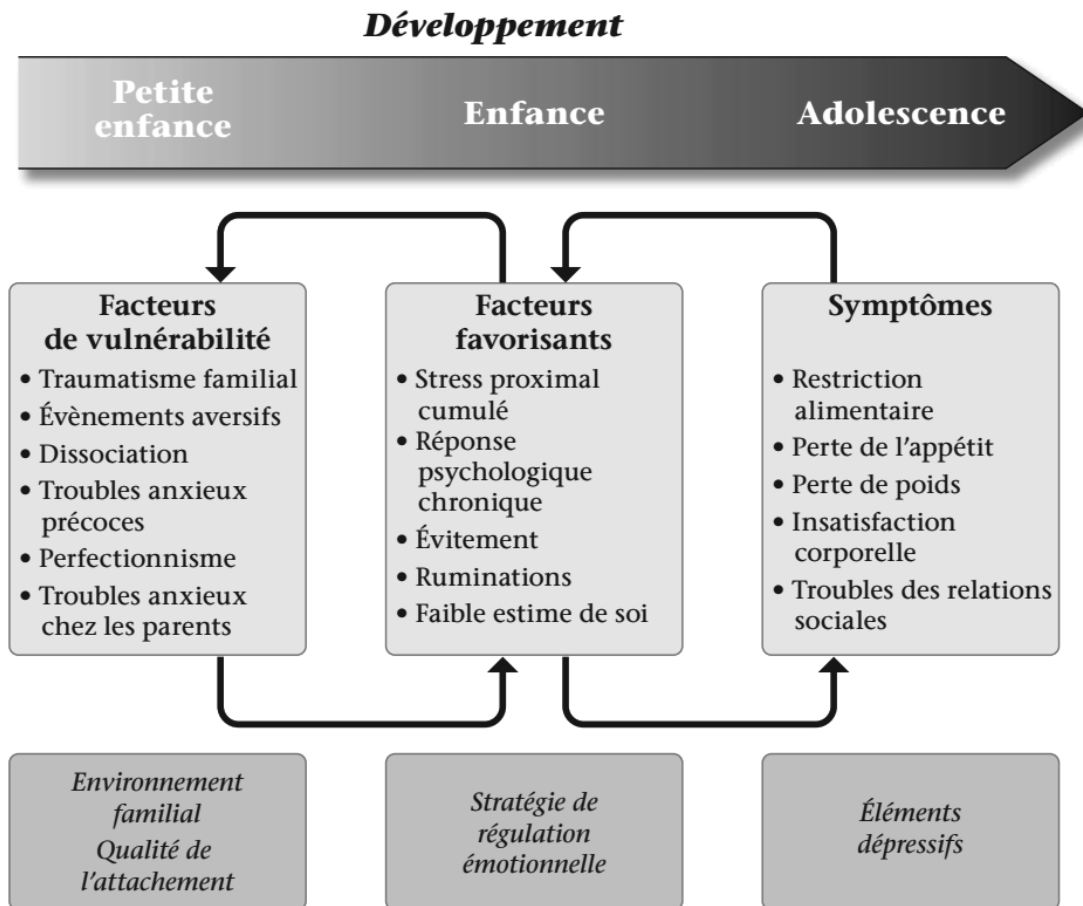 Développement
Petite
enfance
Enfance
Adolescence
Facteurs
de vulnérabilité
• Traumatisme familial
• Évènements aversifs
• Dissociation
• Troubles anxieux
précoces
• Perfectionnisme
• Troubles anxieux
chez les parents
Facteurs
favorisants
• Stress proximal
cumulé
• Réponse
psychologique
chronique
• Évitement
• Ruminations
• Faible estime de soi
Symptômes
• Restriction
alimentaire
• Perte de l'appétit
• Perte de poids
• Insatisfaction
corporelle
• Troubles des relations
sociales
Environnement
familial
Qualité de
l'attachement
Stratégie de
régulation
émotionnelle
Éléments
dépressifs